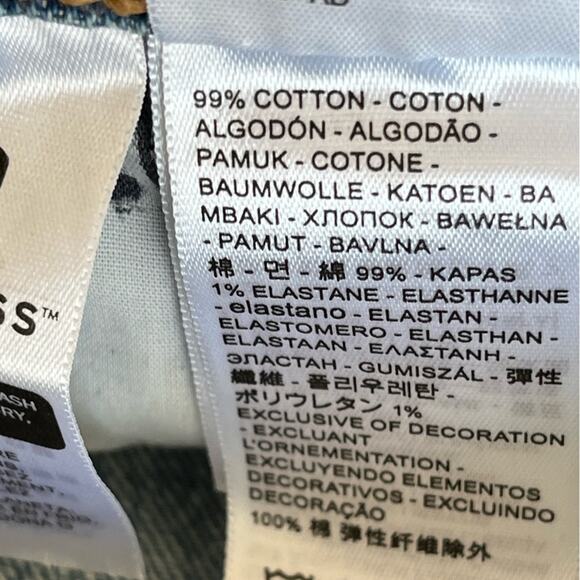 99% COTTON - COTON -
ALGODÓN - ALGODÃO -
PAMUK - COTONE -
BAUMWOLLE - KATOEN - BA
MBAKI - ХЛОПОК - BAWEŁNA
- PAMUT - BAVLNA -
棉 - 면 - 綿 99% - KAPAS
1% ELASTANE - ELASTHANNE
- elastano - ELASTAN -
ELASTOMERO - ELASTHAN -
ELASTAAN - ΕΛΑΣΤΑΝΗ -
ЭЛАСТАН - GUMISZÁL - 彈性
纖維 - 폴리우레탄 -
ポリウレタン 1%
EXCLUSIVE OF DECORATION
- EXCLUANT
L'ORNEMENTATION -
EXCLUYENDO ELEMENTOS
DECORATIVOS - EXCLUINDO
DECORAÇÃO
100% 棉 弹性纤维除外
SS™
ASH
RY.